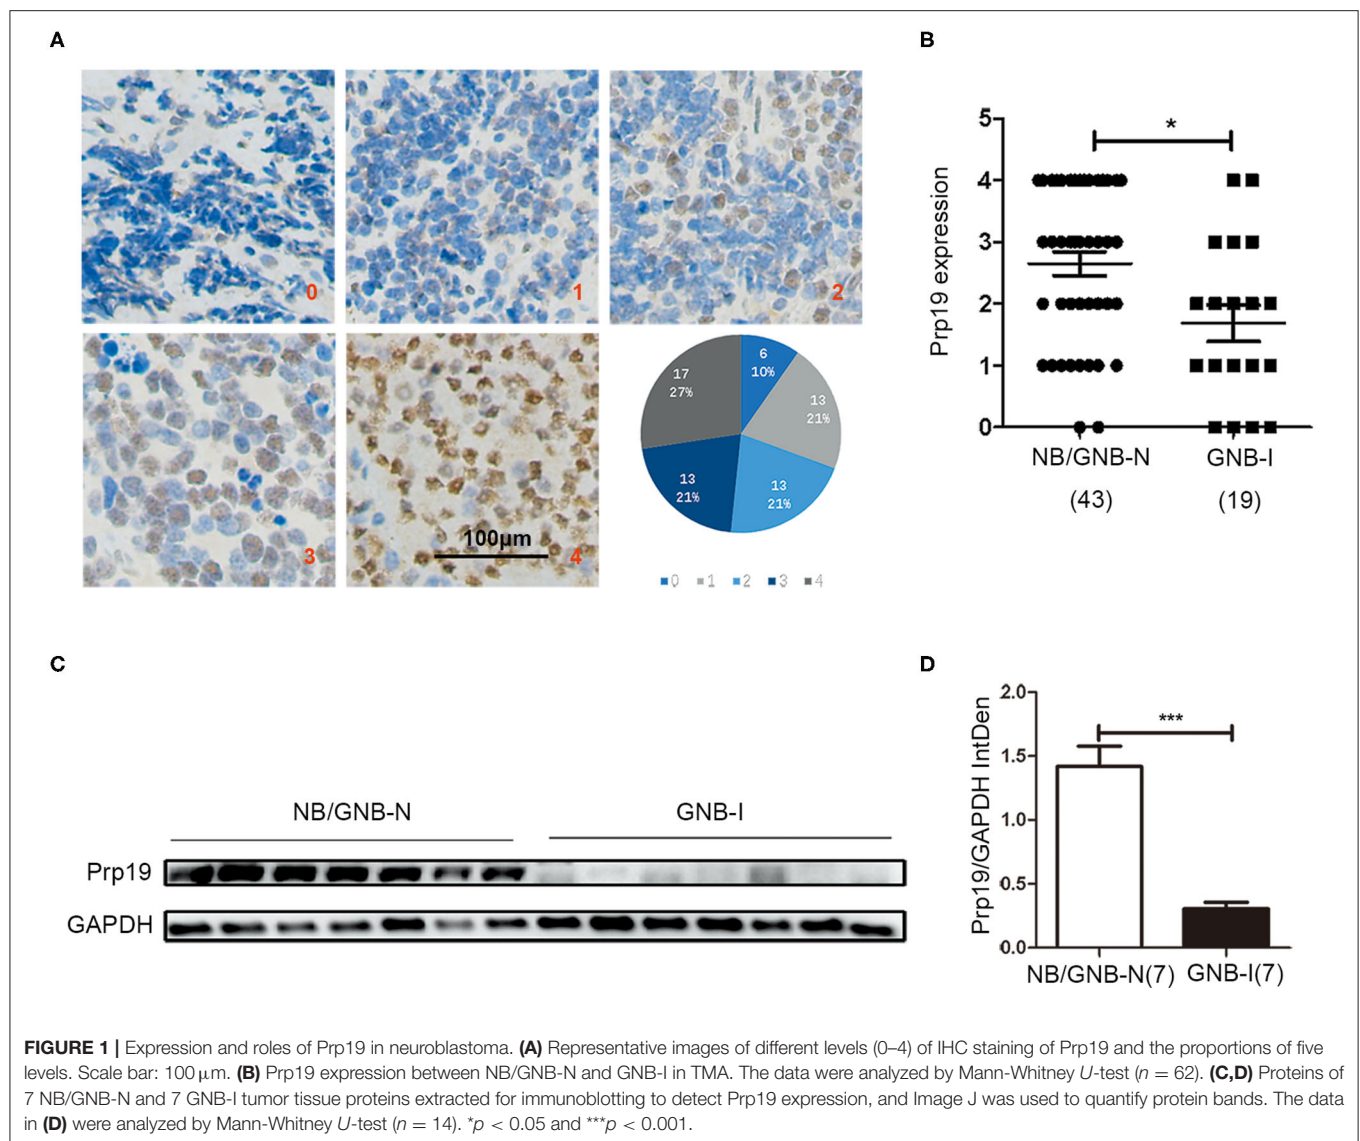 A
0
1
2
3
100µm
4
6
10%
13
21%
13
21%
13
21%
17
27%
0 1 2 3 4
B
Prp19 expression
5
4
3
2
1
0
*
NB/GNB-N GNB-I
(43) (19)
C
NB/GNB-N GNB-I
Prp19
GAPDH
D
Prp19/GAPDH IntDen
2.0
1.5
1.0
0.5
0.0
***
NB/GNB-N(7) GNB-I(7)
FIGURE 1 | Expression and roles of Prp19 in neuroblastoma. (A) Representative images of different levels (0–4) of IHC staining of Prp19 and the proportions of five
levels. Scale bar: 100 µm. (B) Prp19 expression between NB/GNB-N and GNB-I in TMA. The data were analyzed by Mann-Whitney U-test (n = 62). (C,D) Proteins of
7 NB/GNB-N and 7 GNB-I tumor tissue proteins extracted for immunoblotting to detect Prp19 expression, and Image J was used to quantify protein bands. The data
in (D) were analyzed by Mann-Whitney U-test (n = 14). *p < 0.05 and ***p < 0.001.